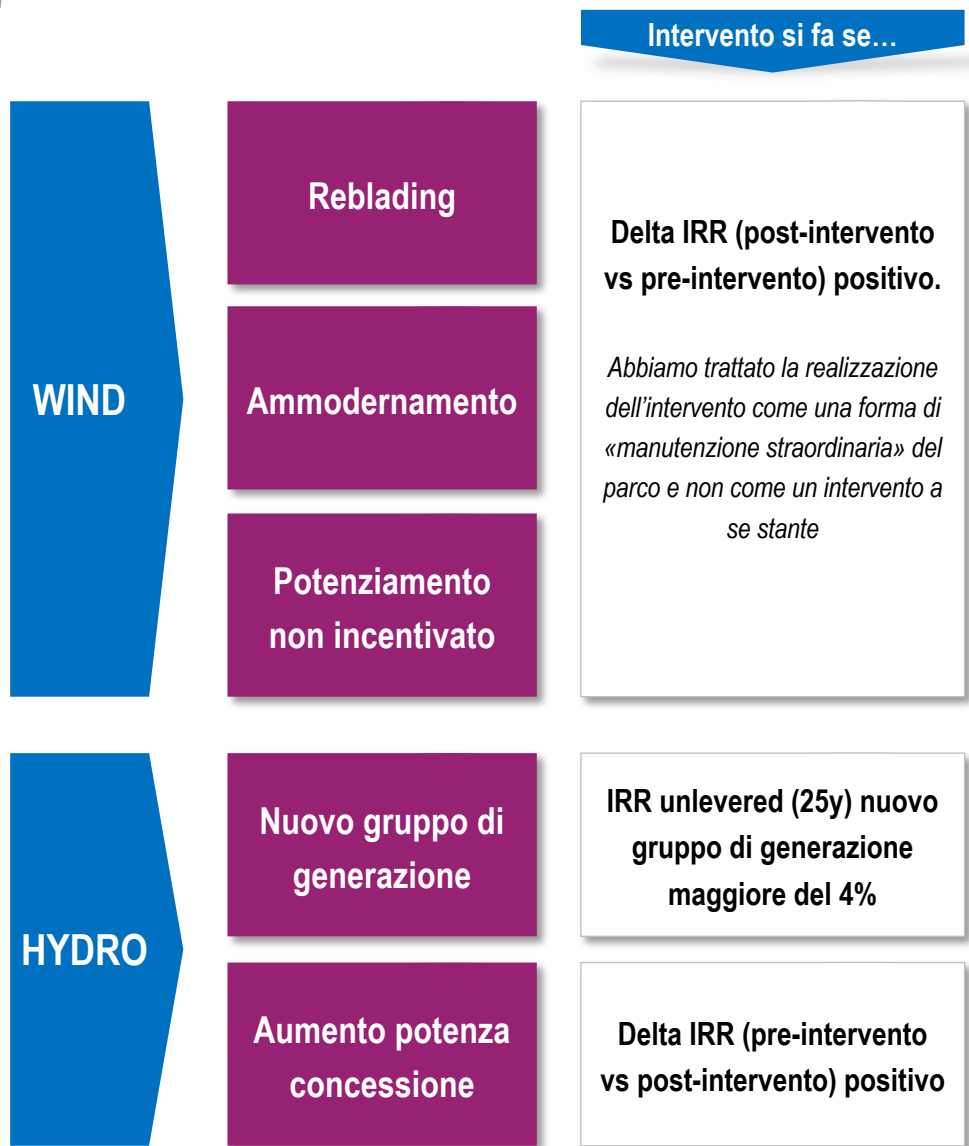 Intervento si fa se…
WIND
Reblading
Ammodernamento
Potenziamento
non incentivato
Delta IRR (post-intervento
vs pre-intervento) positivo.
Abbiamo trattato la realizzazione
dell’intervento come una forma di
«manutenzione straordinaria» del
parco e non come un intervento a
se stante
HYDRO
Nuovo gruppo di
generazione
IRR unlevered (25y) nuovo
gruppo di generazione
maggiore del 4%
Aumento potenza
concessione
Delta IRR (pre-intervento
vs post-intervento) positivo